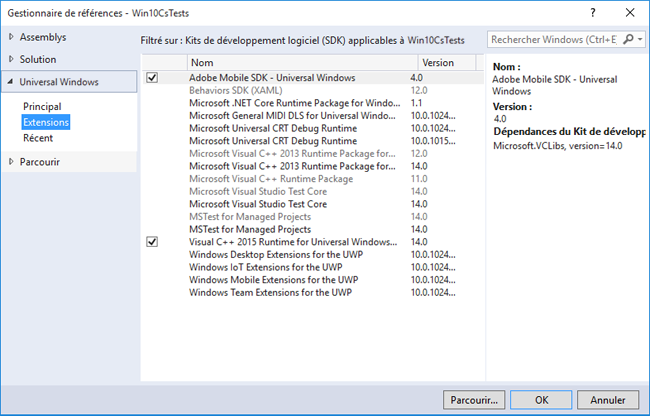 Gestionnaire de références - Win10CsTests
Assemblys
Solution
Universal Windows
Principal
Extensions
Récent
Parcourir
Filtré sur : Kits de développement logiciel (SDK) applicables à Win10CsTests
Rechercher Windows (Ctrl+E)
Nom Version
Adobe Mobile SDK - Universal Windows 4.0
Behaviors SDK (XAML) 12.0
Microsoft .NET Core Runtime Package for Windo... 1.1
Microsoft General MIDI DLS for Universal Windo... 10.0.1024...
Microsoft Universal CRT Debug Runtime 10.0.1024...
Microsoft Universal CRT Debug Runtime 10.0.1015...
Microsoft Visual C++ 2013 Runtime Package for... 12.0
Microsoft Visual C++ 2013 Runtime Package for... 14.0
Microsoft Visual C++ Runtime Package 11.0
Microsoft Visual Studio Test Core 14.0
Microsoft Visual Studio Test Core 14.0
MSTest for Managed Projects 14.0
MSTest for Managed Projects 14.0
Visual C++ 2015 Runtime for Universal Windows... 14.0
Windows Desktop Extensions for the UWP 10.0.1024...
Windows IoT Extensions for the UWP 10.0.1024...
Windows Mobile Extensions for the UWP 10.0.1024...
Windows Team Extensions for the UWP 10.0.1024...
Nom :
Adobe Mobile SDK - Universal
Windows
Version :
4.0
Dépendances du Kit de dévelop
Microsoft.VCLibs, version=14.0
Parcourir...
OK
Annuler